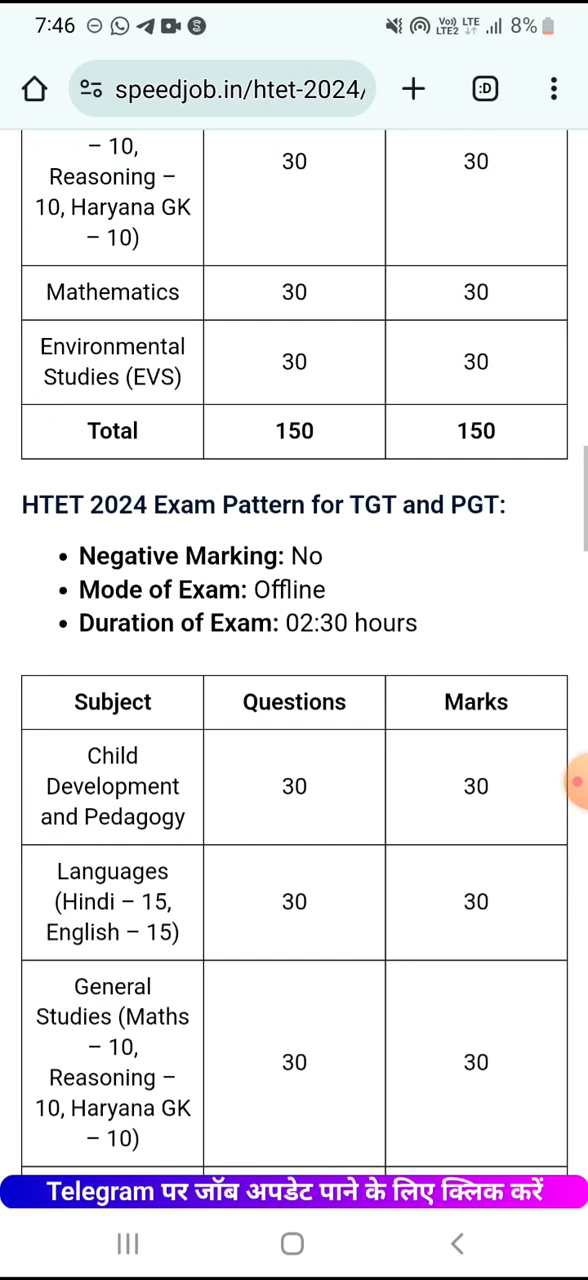 7:46
Vo)) LTE
LTE2
8%
speedjob.in/htet-2024/
:D
– 10,
Reasoning –
10, Haryana GK
– 10)
30
30
Mathematics
30
30
Environmental
Studies (EVS)
30
30
Total
150
150
HTET 2024 Exam Pattern for TGT and PGT:
• Negative Marking: No
• Mode of Exam: Offline
• Duration of Exam: 02:30 hours
Subject
Questions
Marks
Child
Development
and Pedagogy
30
30
Languages
(Hindi – 15,
English – 15)
30
30
General
Studies (Maths
– 10,
Reasoning –
10, Haryana GK
– 10)
30
30
Telegram पर जॉब अपडेट पाने के लिए क्लिक करें